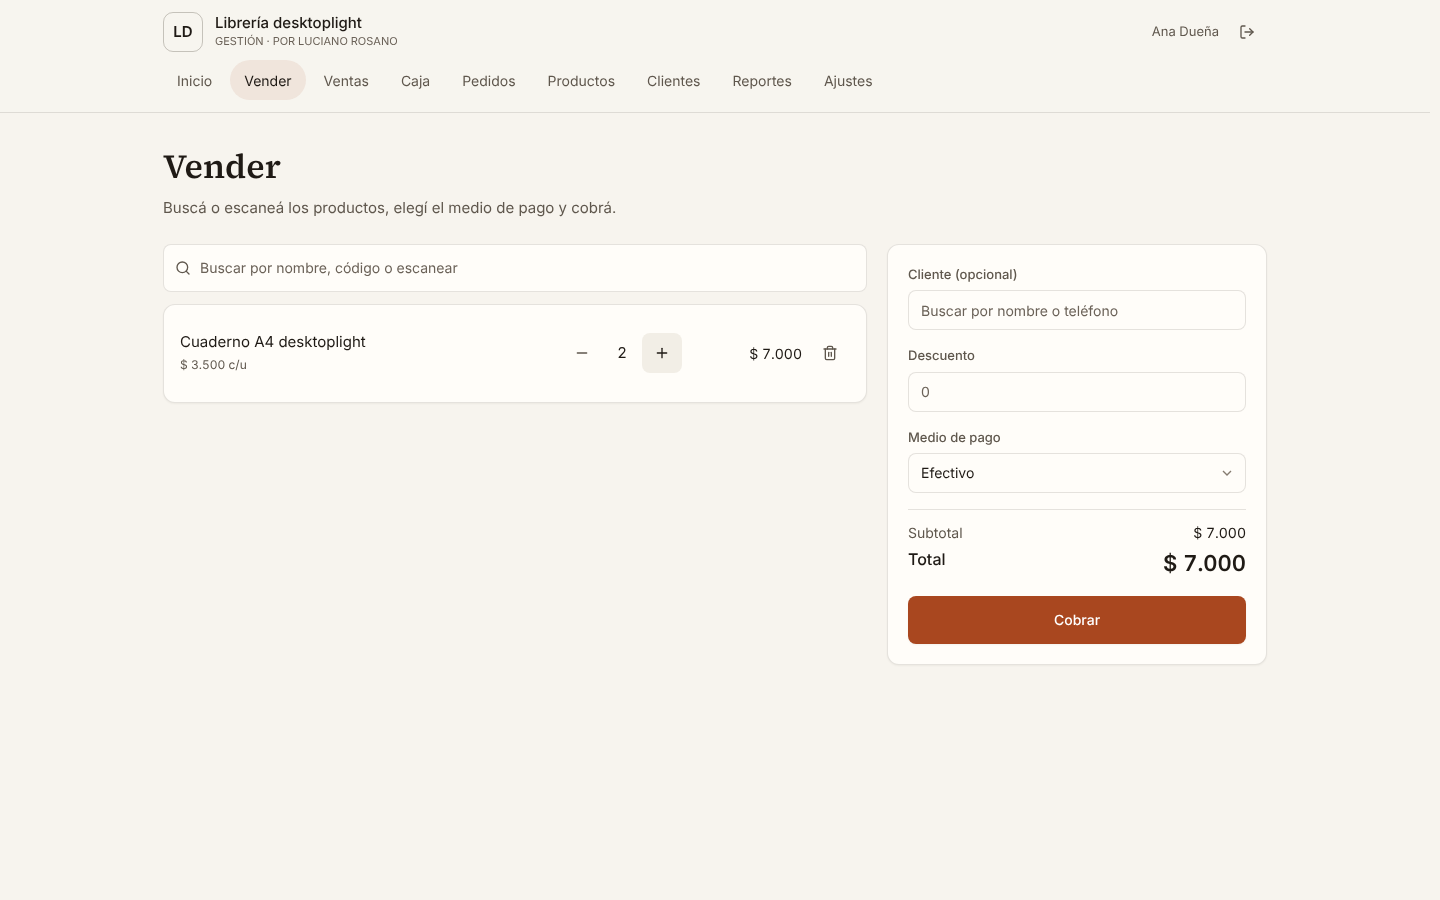 LD
Librería desktoplight
GESTIÓN · POR LUCIANO ROSANO
Ana Dueña
Inicio Vender Ventas Caja Pedidos Productos Clientes Reportes Ajustes
Vender
Buscá o escaneá los productos, elegí el medio de pago y cobrá.
Buscar por nombre, código o escanear
Cuaderno A4 desktoplight
$ 3.500 c/u
− 2 + $ 7.000
Cliente (opcional)
Buscar por nombre o teléfono
Descuento
0
Medio de pago
Efectivo
Subtotal $ 7.000
Total $ 7.000
Cobrar